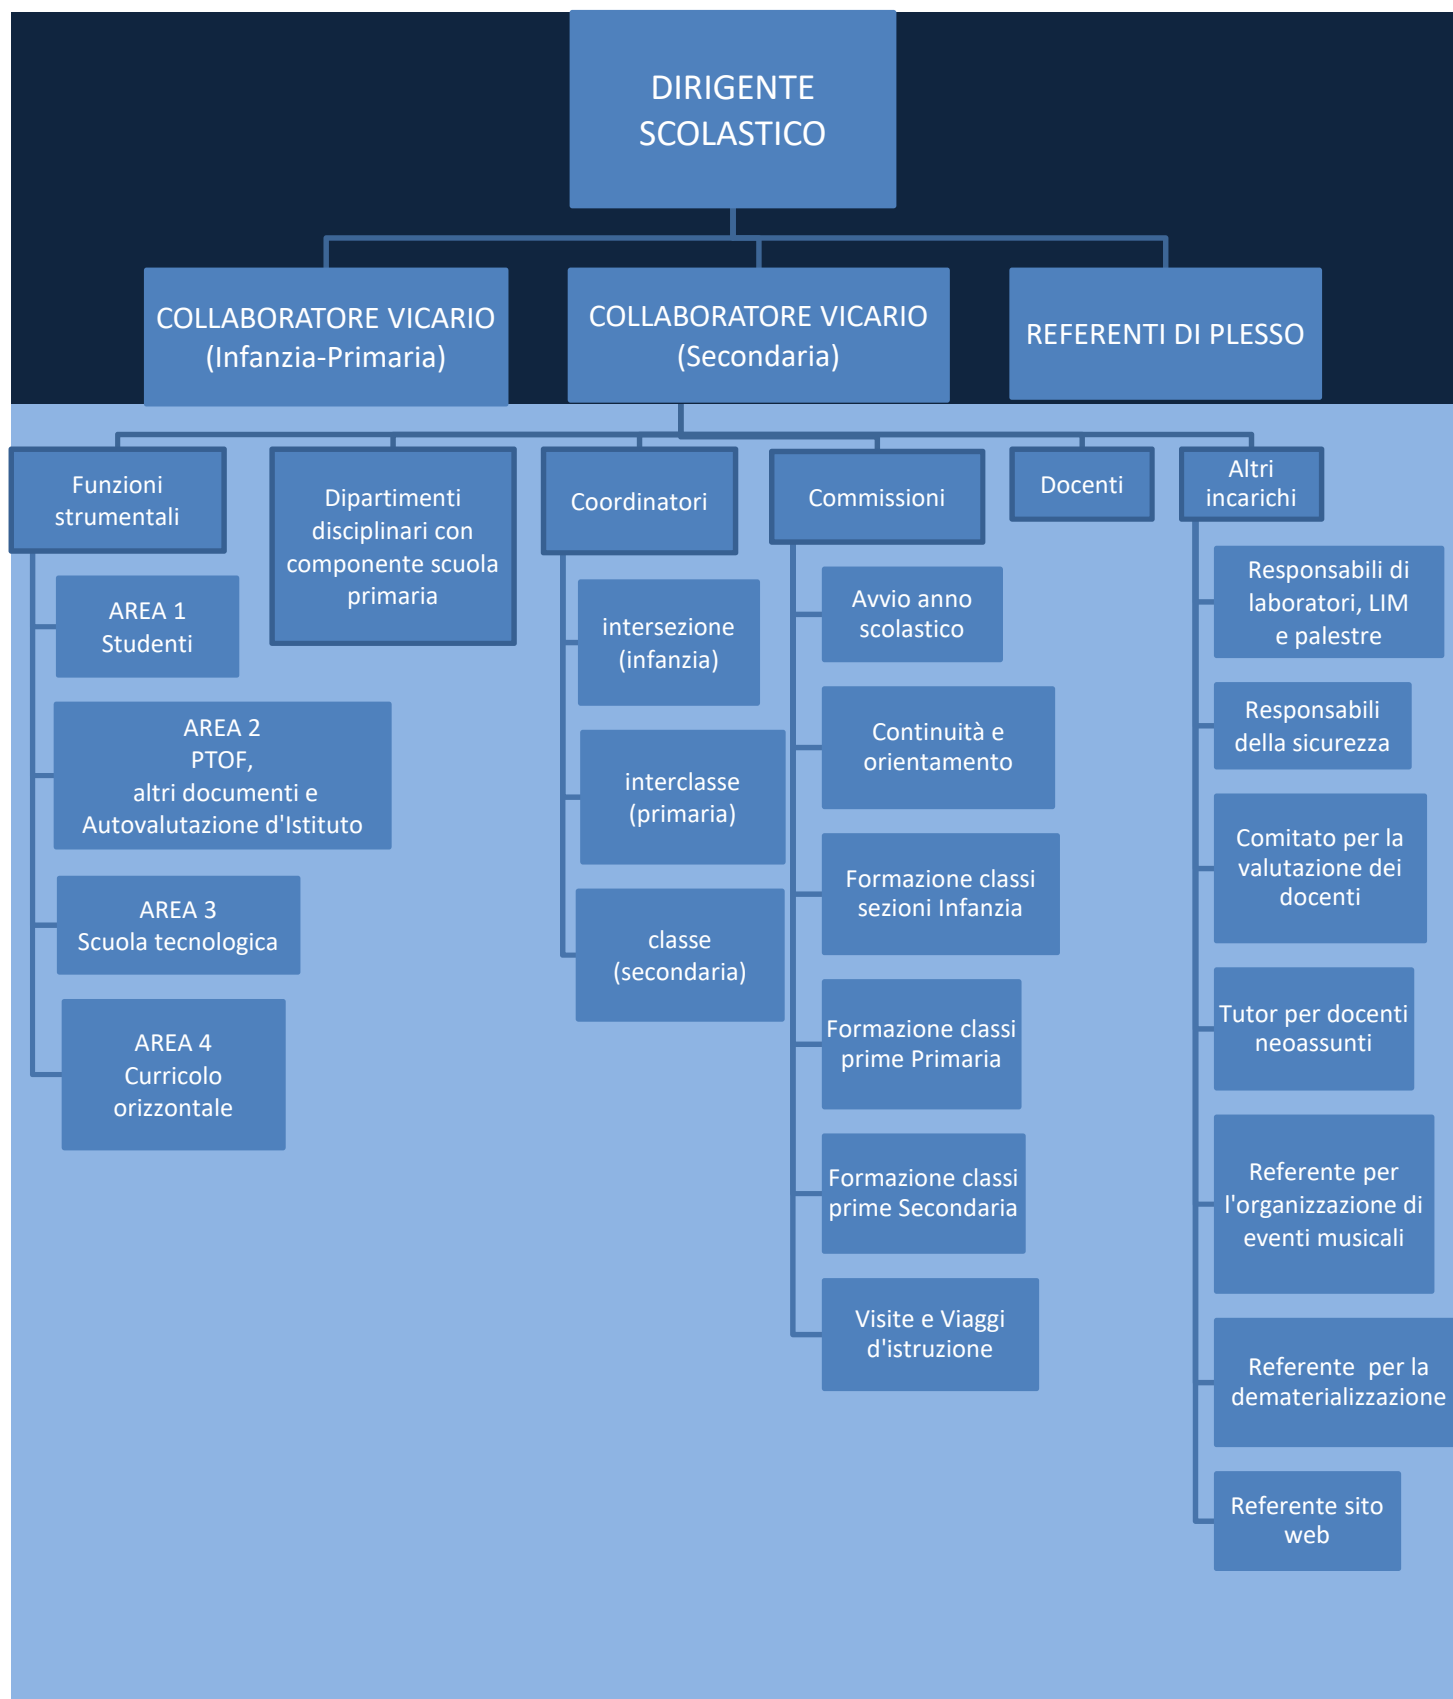 DIRIGENTE
SCOLASTICO
COLLABORATORE VICARIO
(Infanzia-Primaria)
COLLABORATORE VICARIO
(Secondaria)
REFERENTI DI PLESSO
Funzioni
strumentali
AREA 1
Studenti
AREA 2
PTOF,
altri documenti e
Autovalutazione d'Istituto
AREA 3
Scuola tecnologica
AREA 4
Curricolo
orizzontale
Dipartimenti
disciplinari con
componente scuola
primaria
Coordinatori
intersezione
(infanzia)
interclasse
(primaria)
classe
(secondaria)
Commissioni
Avvio anno
scolastico
Continuità e
orientamento
Formazione classi
sezioni Infanzia
Formazione classi
prime Primaria
Formazione classi
prime Secondaria
Visite e Viaggi
d'istruzione
Docenti
Altri
incarichi
Responsabili di
laboratori, LIM
e palestre
Responsabili
della sicurezza
Comitato per la
valutazione dei
docenti
Tutor per docenti
neoassunti
Referente per
l'organizzazione di
eventi musicali
Referente  per la
dematerializzazione
Referente sito
web